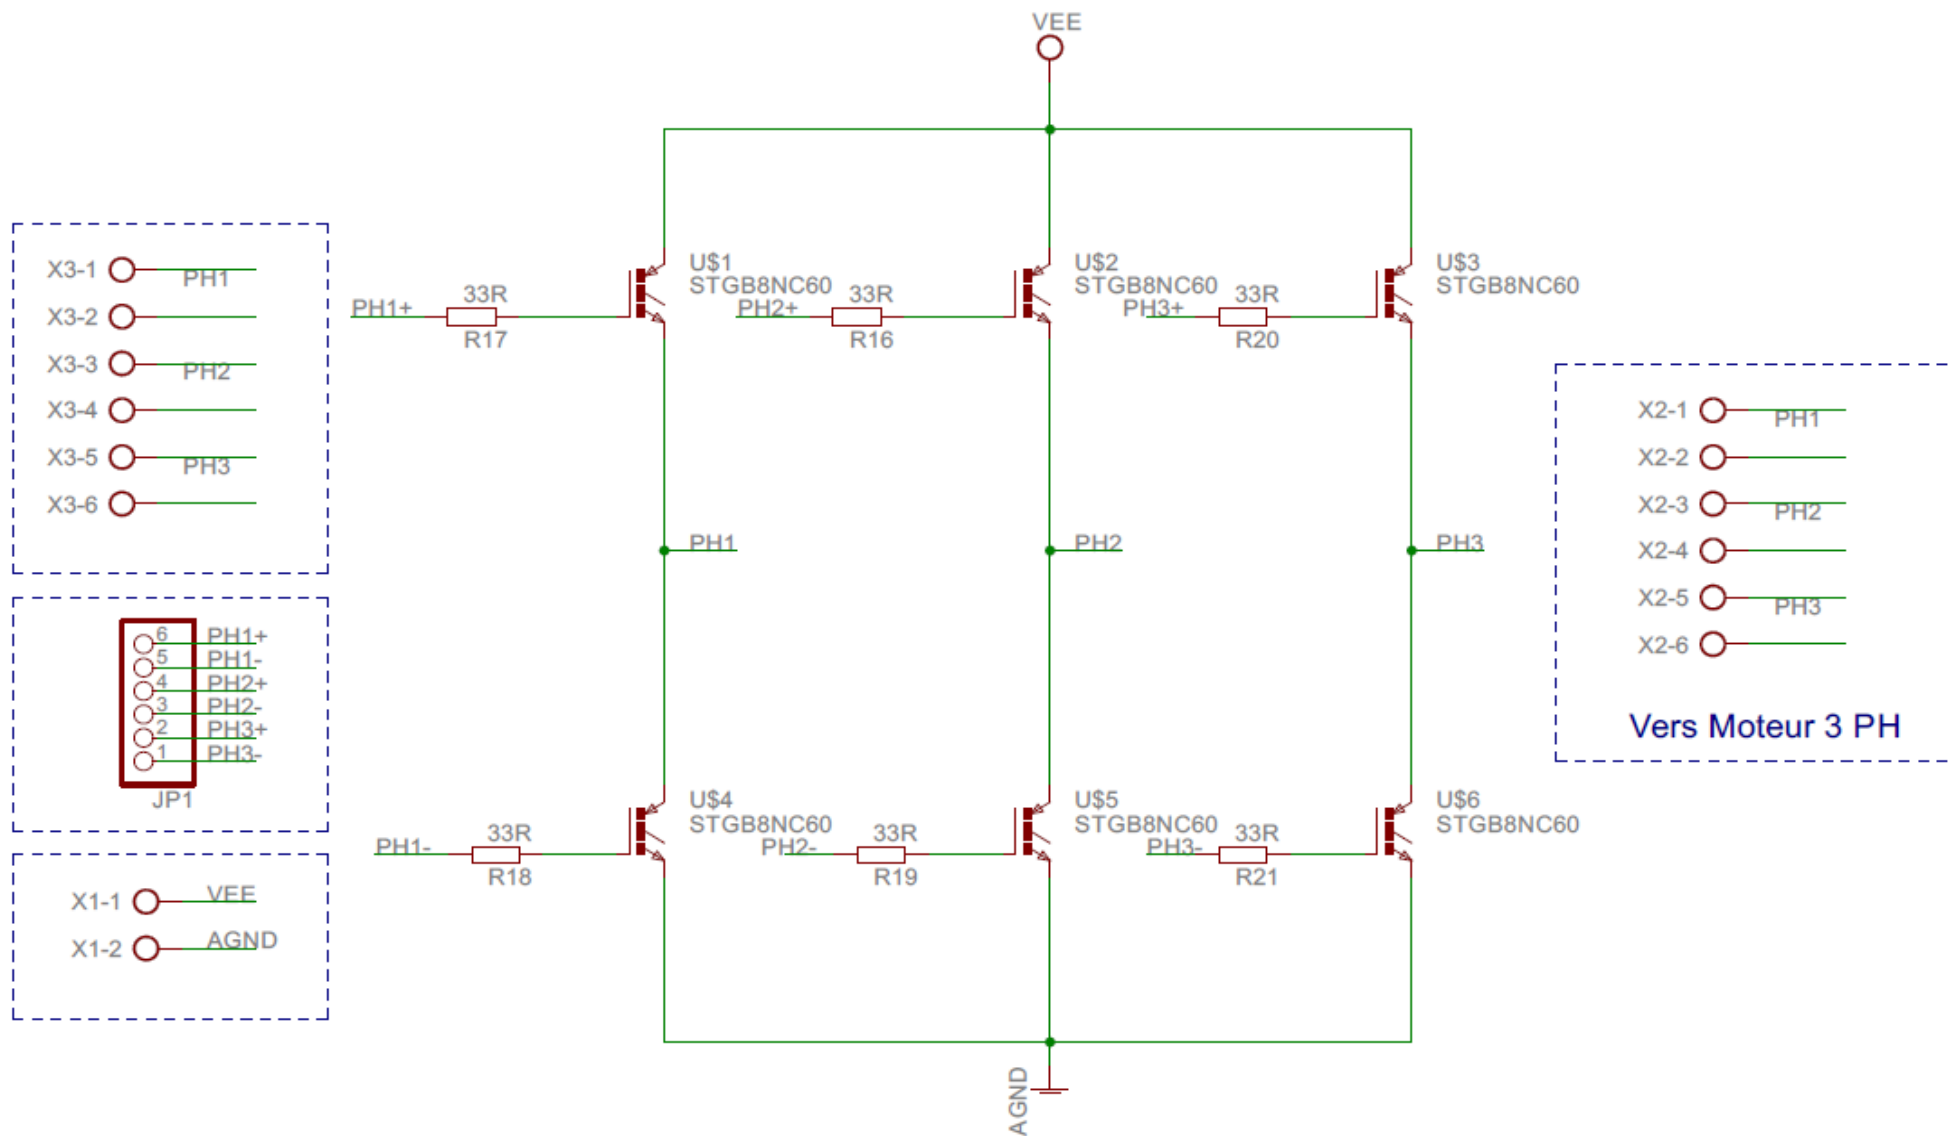 VEE
X3-1 PH1
X3-2
X3-3 PH2
X3-4
X3-5 PH3
X3-6
6 PH1+
5 PH1-
4 PH2+
3 PH2-
2 PH3+
1 PH3-
JP1
X1-1 VEE
X1-2 AGND
PH1+
33R
R17
U$1
STGB8NC60
PH2+
33R
R16
U$2
STGB8NC60
PH3+
33R
R20
U$3
STGB8NC60
PH1
PH2
PH3
PH1-
33R
R18
U$4
STGB8NC60
PH2-
33R
R19
U$5
STGB8NC60
PH3-
33R
R21
U$6
STGB8NC60
AGND
X2-1 PH1
X2-2
X2-3 PH2
X2-4
X2-5 PH3
X2-6
Vers Moteur 3 PH